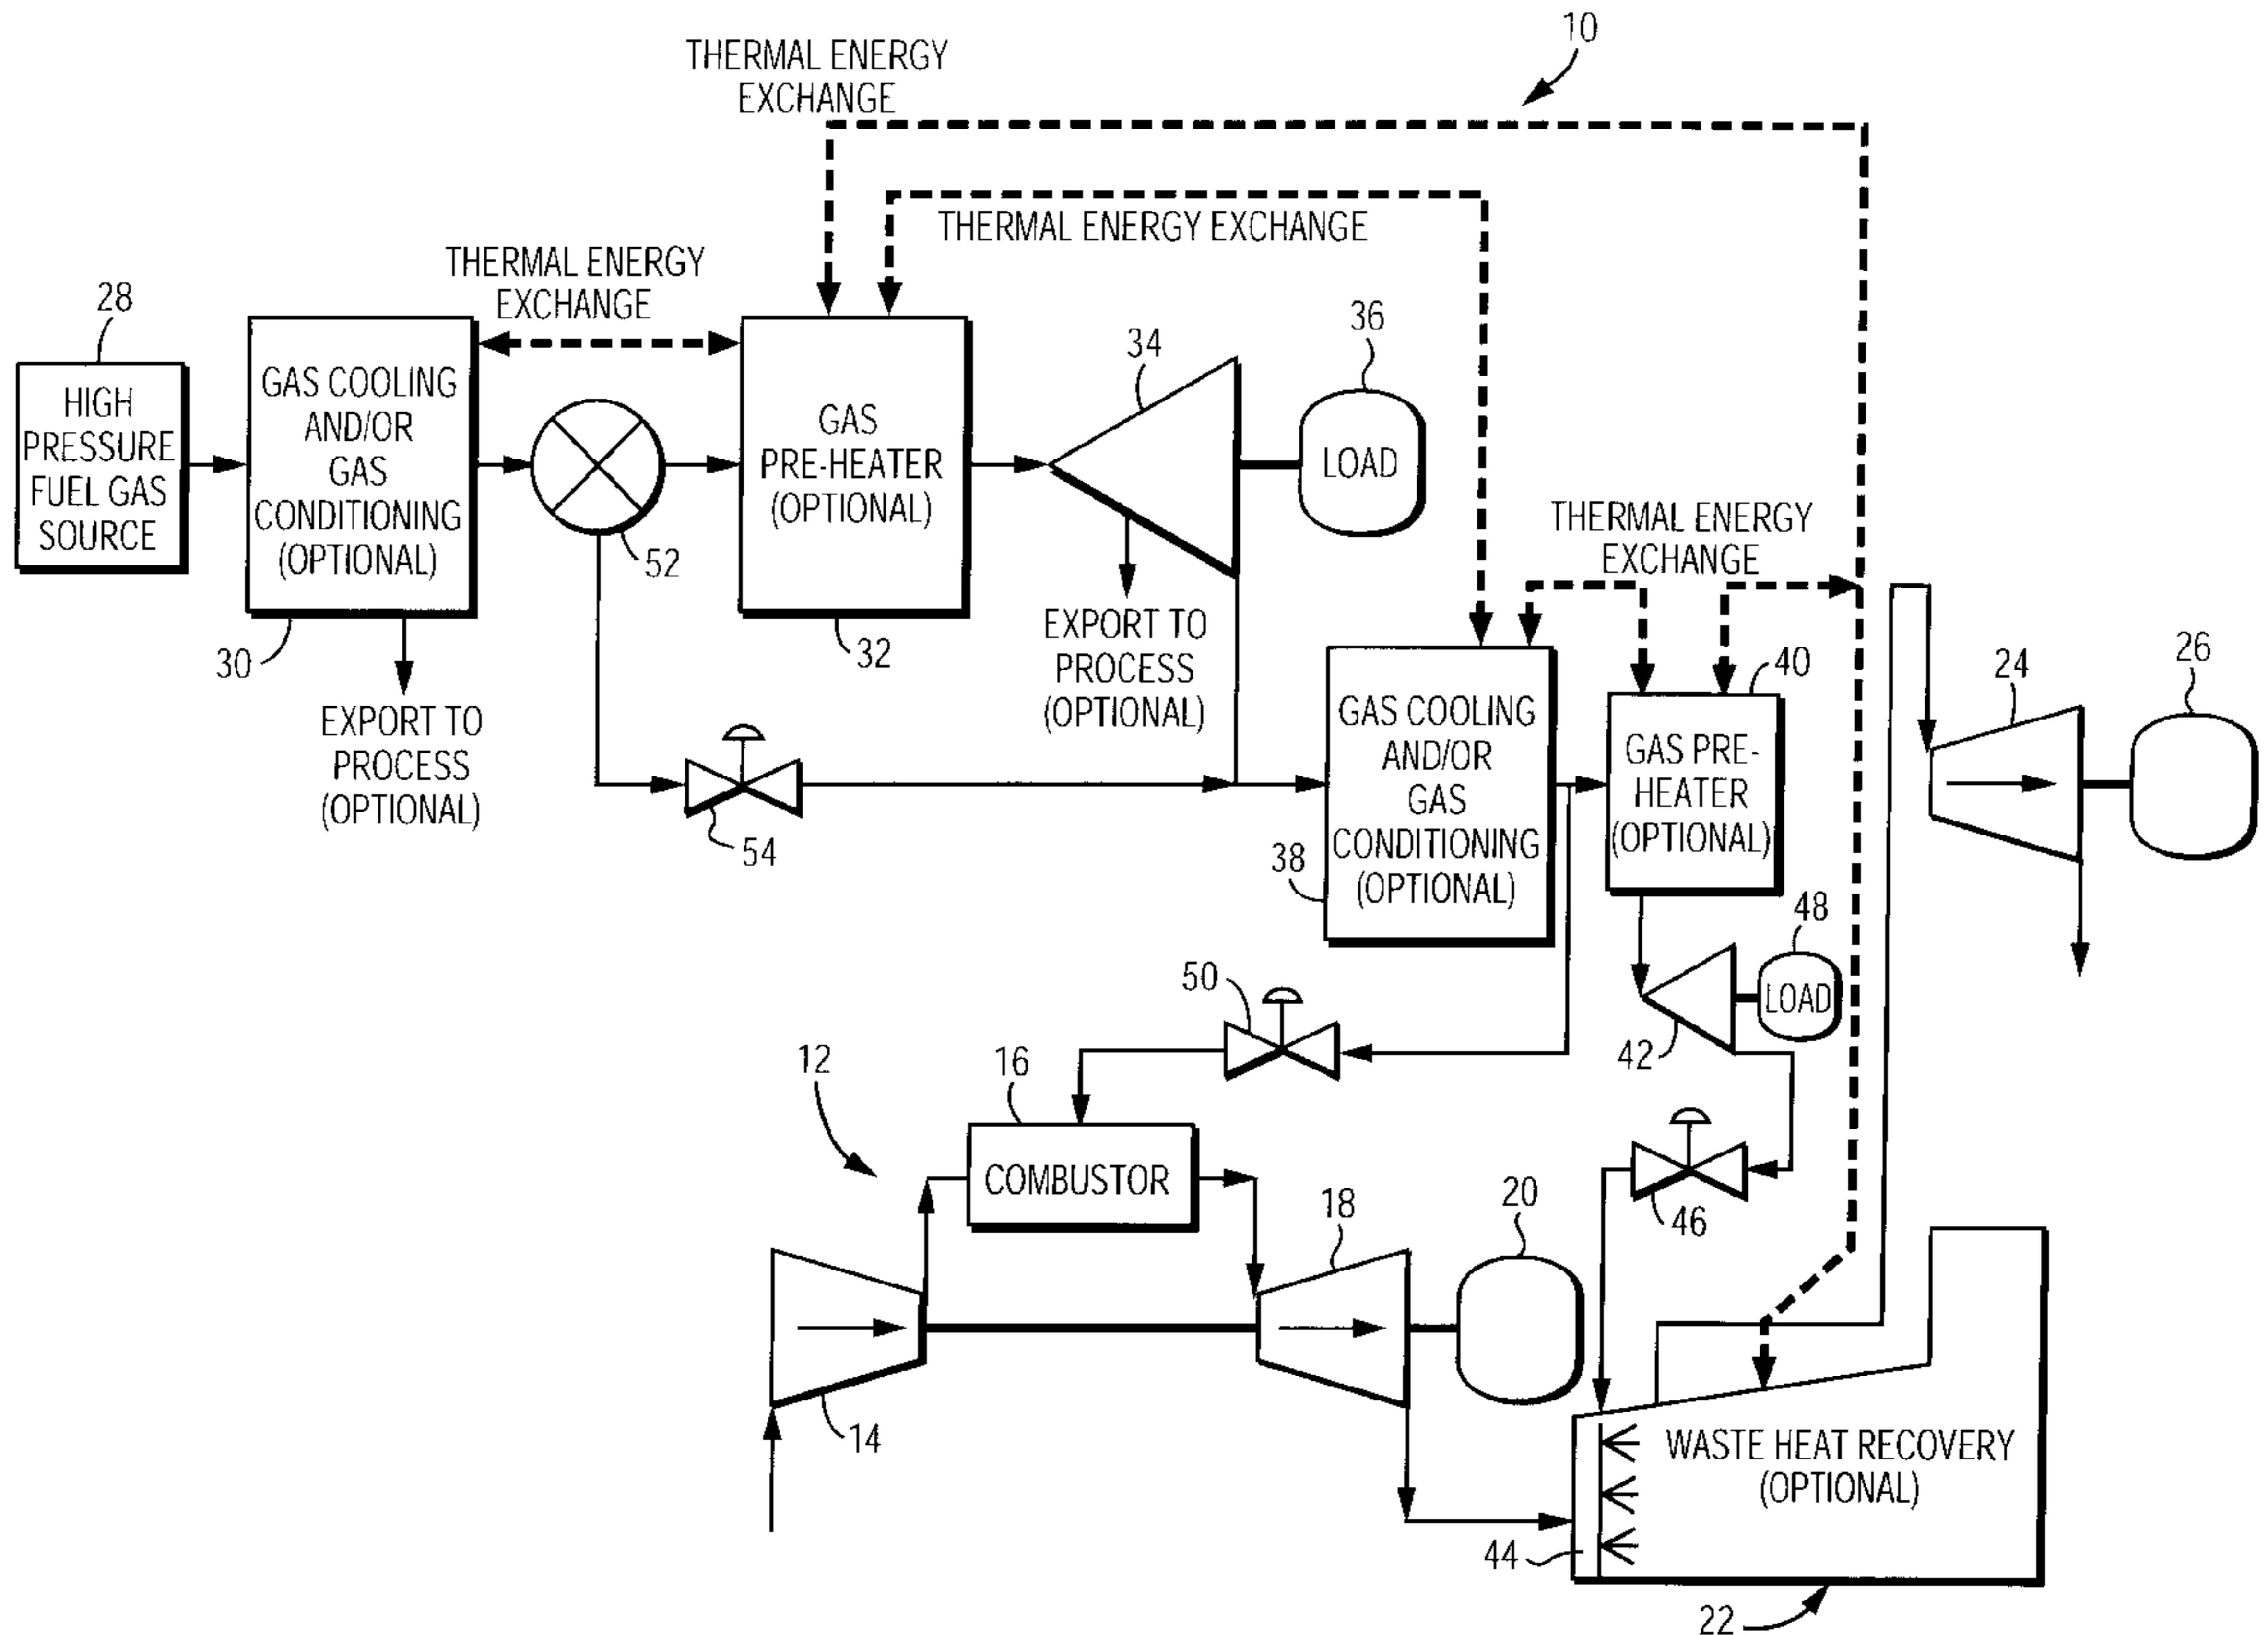 10
THERMAL ENERGY
EXCHANGE
THERMAL ENERGY EXCHANGE
THERMAL ENERGY
EXCHANGE
28
HIGH
PRESSURE
FUEL GAS
SOURCE
GAS COOLING
AND/OR
GAS
CONDITIONING
(OPTIONAL)
30
EXPORT TO
PROCESS
(OPTIONAL)
52
GAS
PRE-HEATER
(OPTIONAL)
32
34
36
LOAD
EXPORT TO
PROCESS
(OPTIONAL)
54
THERMAL ENERGY
EXCHANGE
GAS COOLING
AND/OR
GAS
CONDITIONING
(OPTIONAL)
38
40
GAS PRE-
HEATER
(OPTIONAL)
24
26
48
LOAD
42
50
12
16
COMBUSTOR
46
18
20
14
WASTE HEAT RECOVERY
(OPTIONAL)
44
22